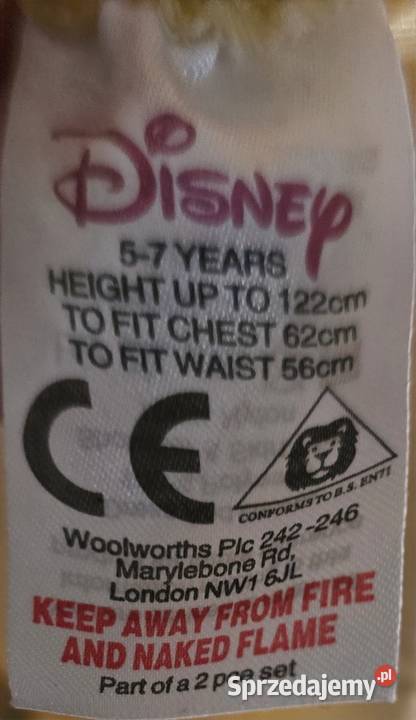 Disney
5-7 YEARS
HEIGHT UP TO 122cm
TO FIT CHEST 62cm
TO FIT WAIST 56cm
CE
CONFORMS TO B.S. EN71
Woolworths Plc 242-246
Marylebone Rd,
London NW1 6JL
KEEP AWAY FROM FIRE
AND NAKED FLAME
Part of a 2 pce set
Sprzedajemy.pl